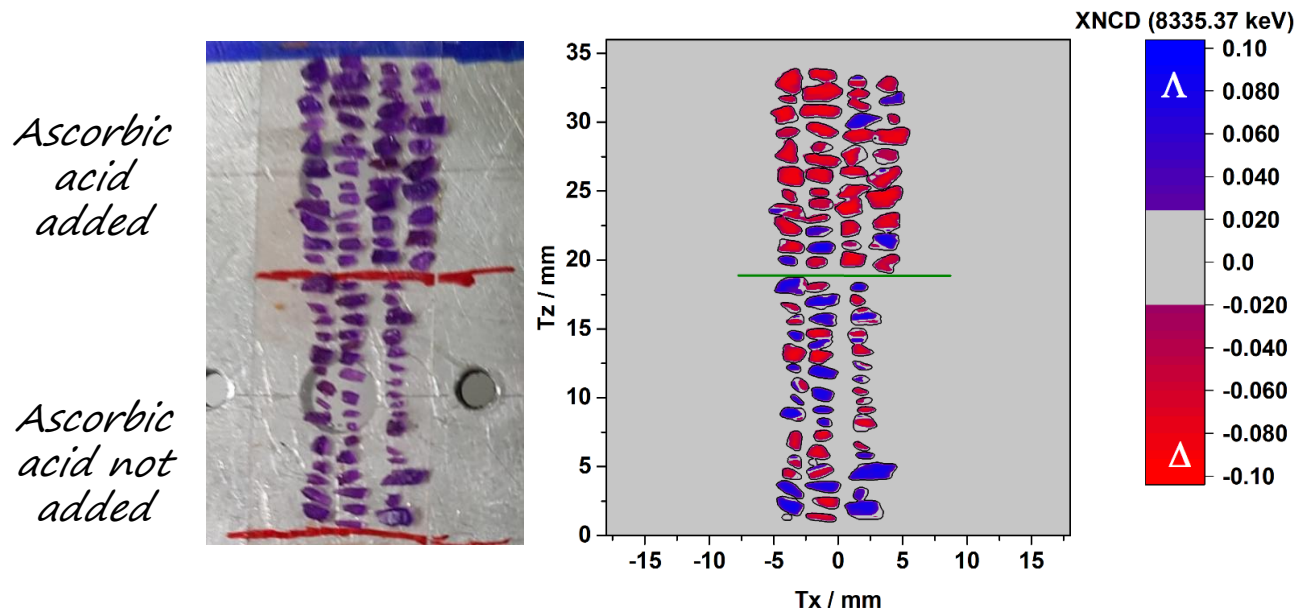 Ascorbic
acid
added
Ascorbic
acid not
added
Tz / mm
35
30
25
20
15
10
5
0
-15
-10
-5
0
5
10
15
Tx / mm
XNCD (8335.37 keV)
0.10
0.080
0.060
0.040
0.020
0.0
-0.020
-0.040
-0.060
-0.080
-0.10
Λ
Δ